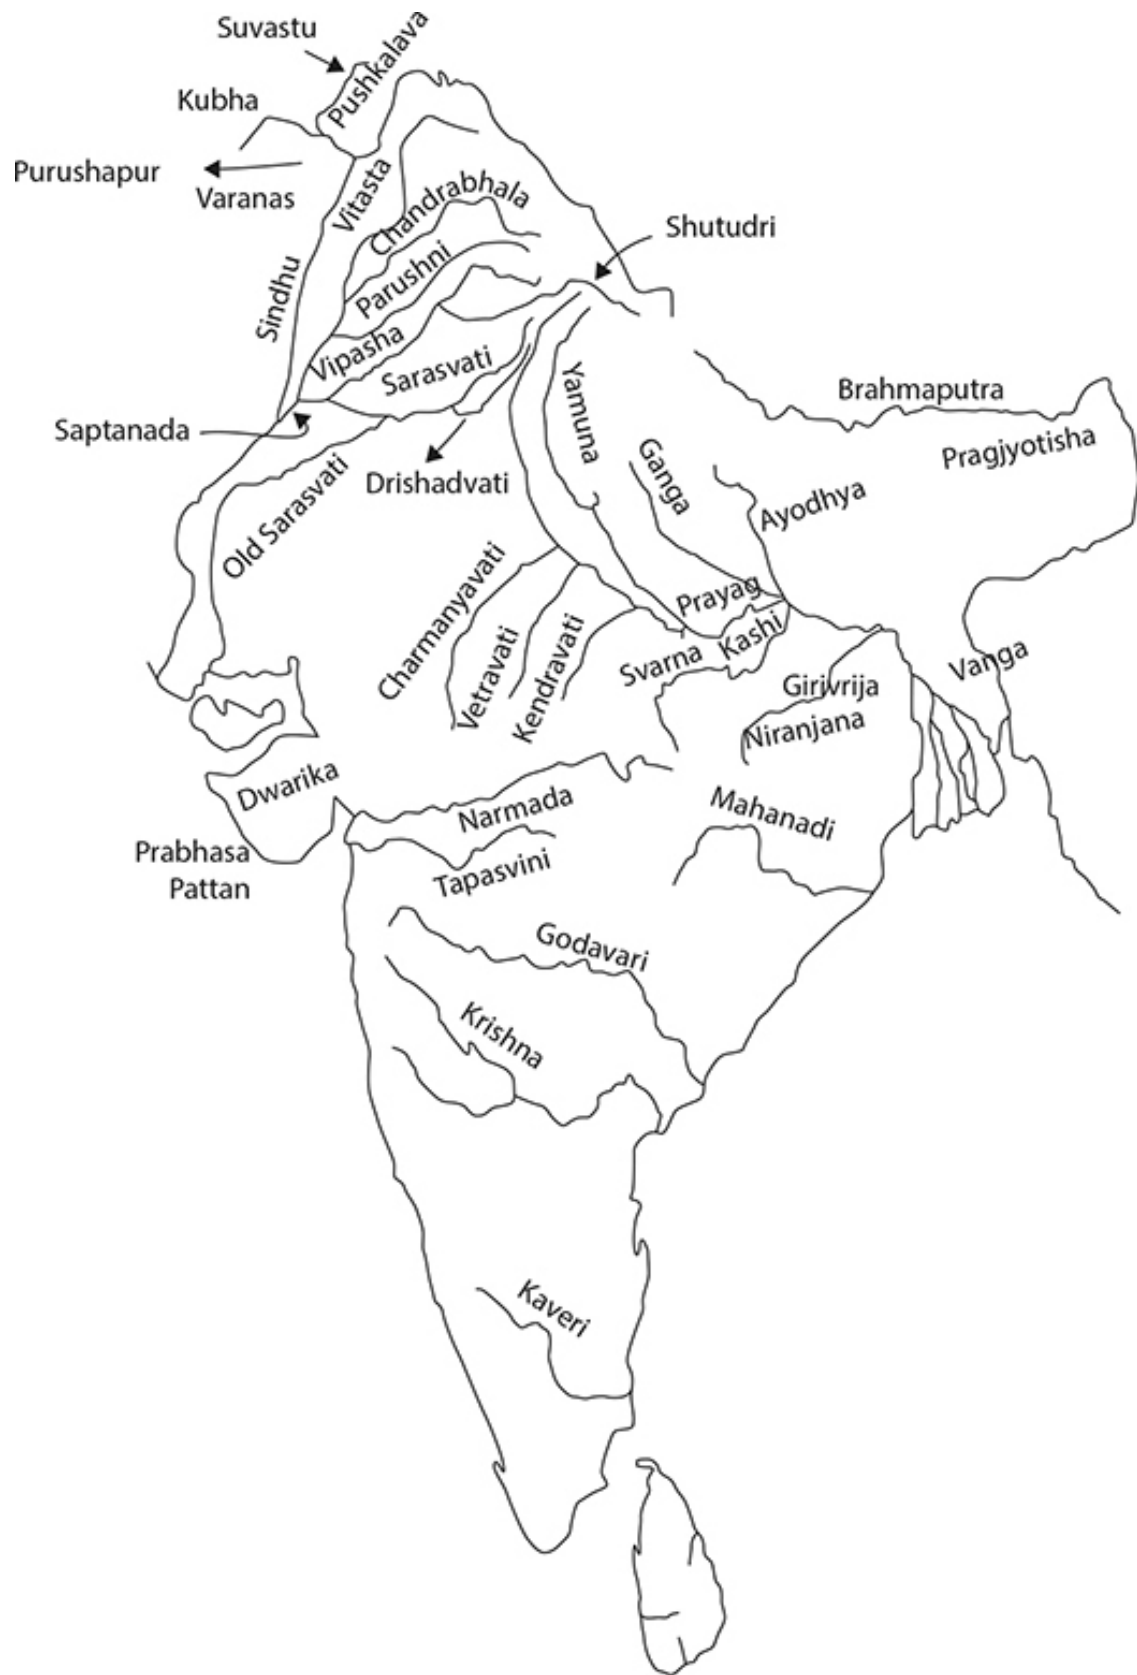 Suvastu
Pushkalava
Kubha
Purushapur
Varanas
Vitasta
Chandrabhala
Shutudri
Sindhu
Parushni
Vipasha
Sarasvati
Yamuna
Brahmaputra
Saptanada
Drishadvati
Ganga
Pragjyotisha
Ayodhya
Old Sarasvati
Charmanyavati
Vetravati
Kendravati
Prayag
Kashi
Svarna
Vanga
Girivrija
Niranjana
Dwarika
Narmada
Mahanadi
Prabhasa
Pattan
Tapasvini
Godavari
Krishna
Kaveri